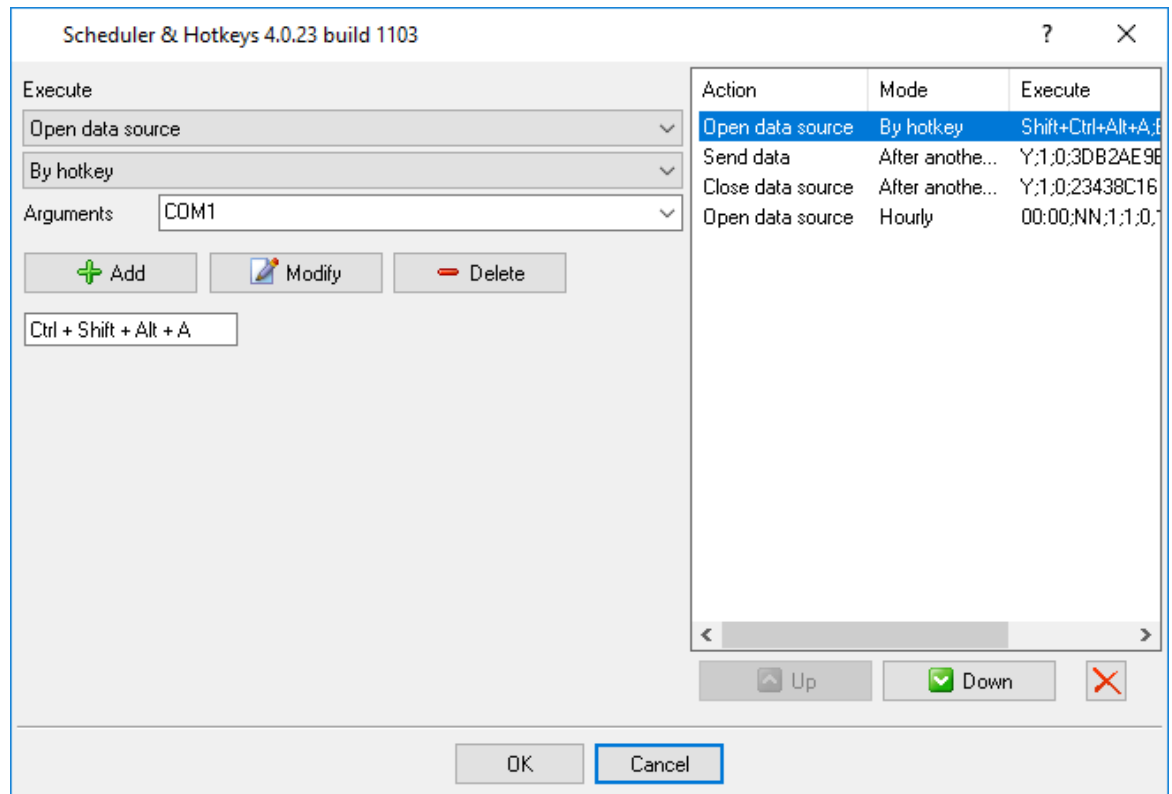 Scheduler & Hotkeys 4.0.23 build 1103
?
Execute
Open data source
By hotkey
Arguments COM1
Add Modify Delete
Ctrl + Shift + Alt + A
Action Mode Execute
Open data source By hotkey Shift+Ctrl+Alt+A;
Send data After anothe... Y;1;0;3DB2AE9
Close data source After anothe... Y;1;0;23438C16
Open data source Hourly 00:00;NN;1;1;0,
Up Down
OK Cancel